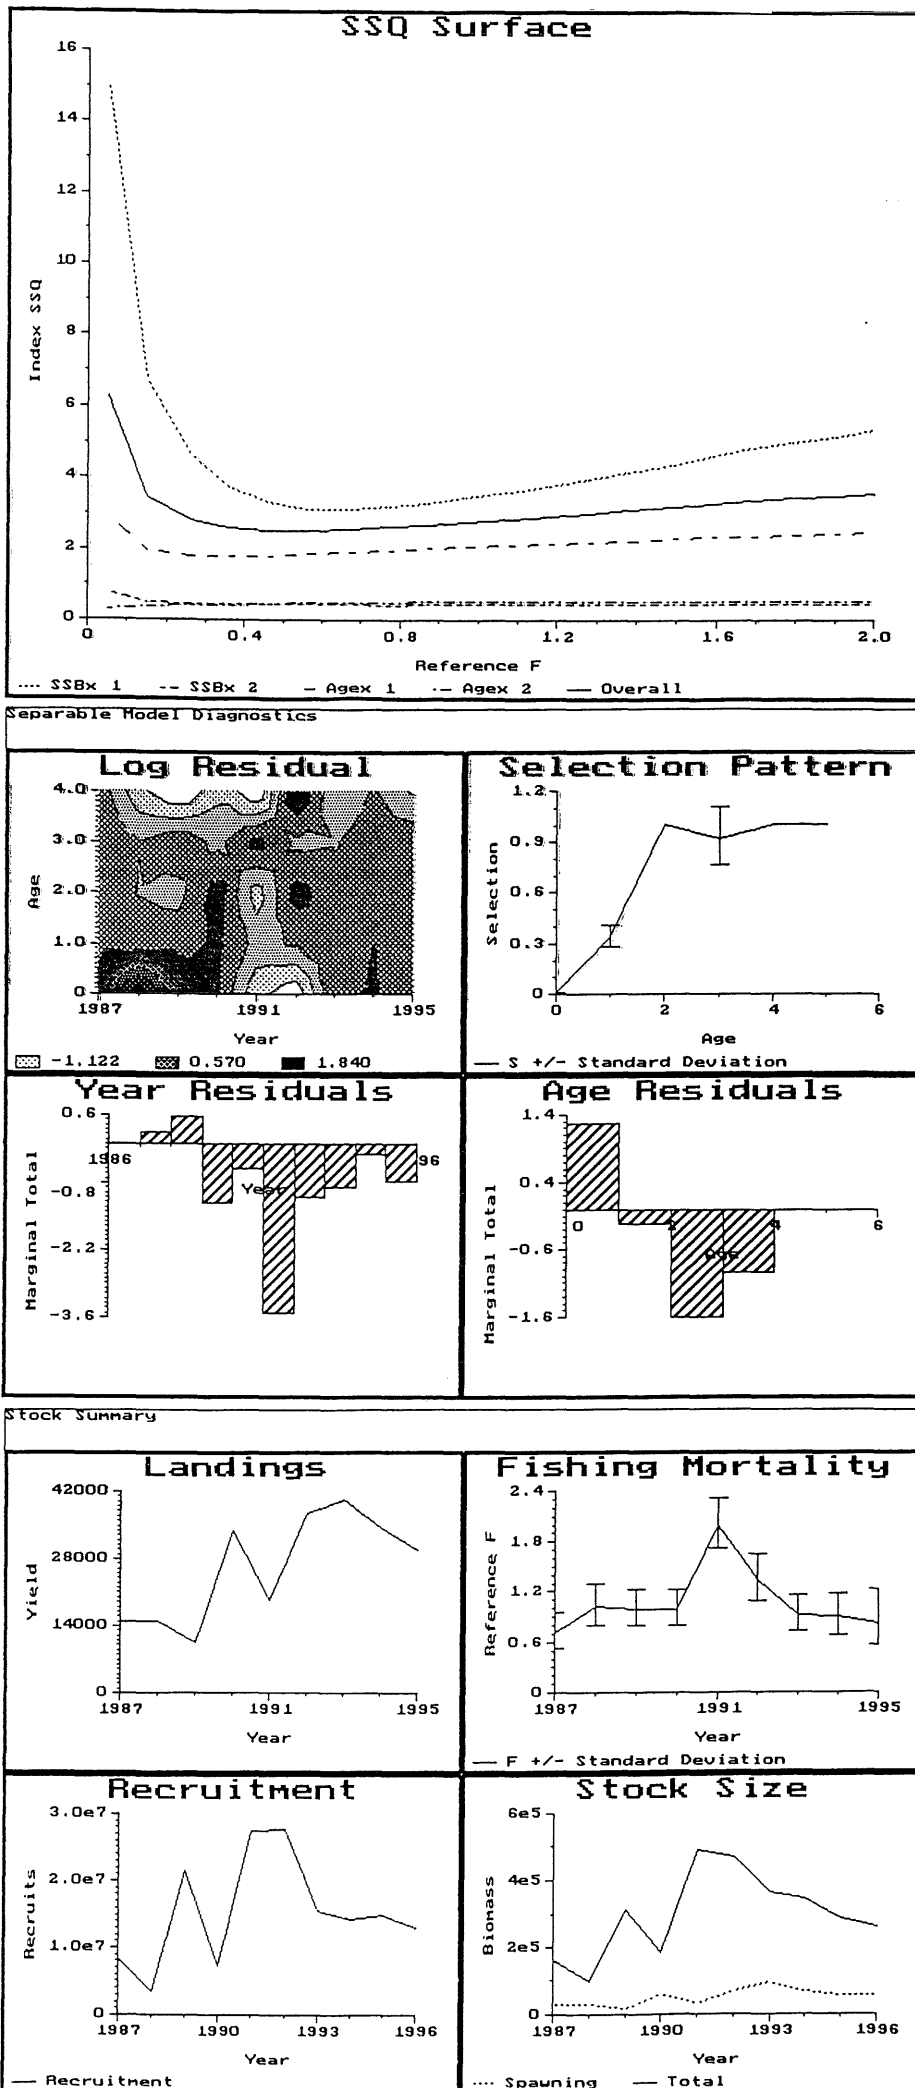 SSQ Surface
16
14
12
10
8
6
4
2
0
Index SSQ
0 0.4 0.8 1.2 1.6 2.0
Reference F
SSBx 1 SSBx 2 Agex 1 Agex 2 Overall
Separable Model Diagnostics
Log Residual
4.0
3.0
2.0
1.0
0
Age
1987 1991 1995
Year
-1.122 0.570 1.840
Selection Pattern
1.2
0.9
0.6
0.3
0
Selection
0 2 4 6
Age
S +/- Standard Deviation
Year Residuals
0.6
-0.8
-2.2
-3.6
Marginal Total
1986 96
Year
Age Residuals
1.4
0.4
-0.6
-1.6
Marginal Total
0 2 4 6
Age
Stock Summary
Landings
42000
28000
14000
0
Yield
1987 1991 1995
Year
Fishing Mortality
2.4
1.8
1.2
0.6
0
Reference F
1987 1991 1995
Year
F +/- Standard Deviation
Recruitment
3.0e7
2.0e7
1.0e7
0
Recruits
1987 1990 1993 1996
Year
Recruitment
Stock Size
6e5
4e5
2e5
0
Biomass
1987 1990 1993 1996
Year
Spawning Total